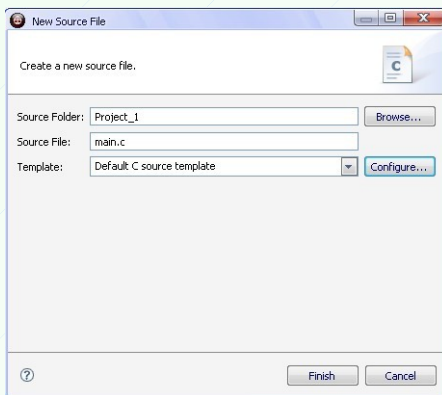 New Source File
Create a new source file.
C
Source Folder: Project_1 Browse...
Source File: main.c
Template: Default C source template Configure...
? Finish Cancel